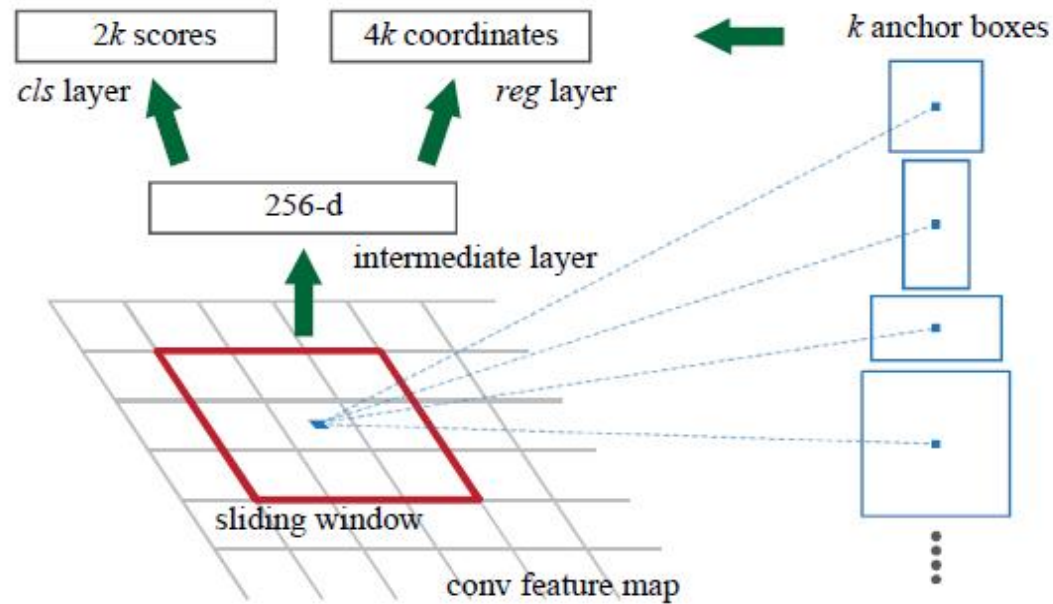 2k scores
4k coordinates
k anchor boxes
cls layer
reg layer
256-d
intermediate layer
sliding window
conv feature map